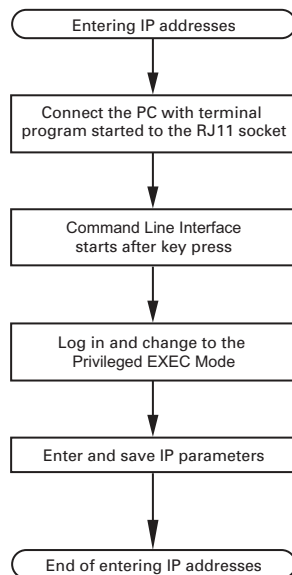 Entering IP addresses
Connect the PC with terminal
program started to the RJ11 socket
Command Line Interface
starts after key press
Log in and change to the
Privileged EXEC Mode
Enter and save IP parameters
End of entering IP addresses